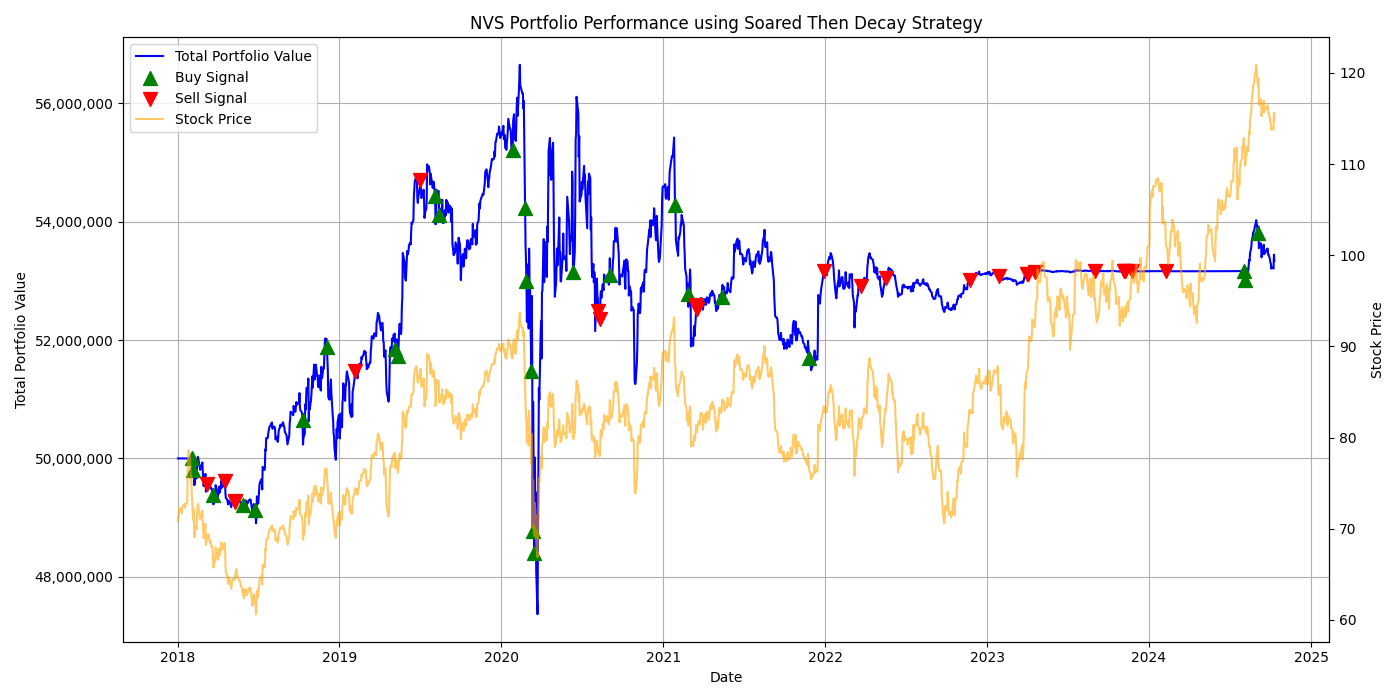 NVS Portfolio Performance using Soared Then Decay Strategy
Total Portfolio Value
Buy Signal
Sell Signal
Stock Price
56,000,000
54,000,000
52,000,000
50,000,000
48,000,000
Total Portfolio Value
120
110
100
90
80
70
60
Stock Price
2018
2019
2020
2021
2022
2023
2024
2025
Date